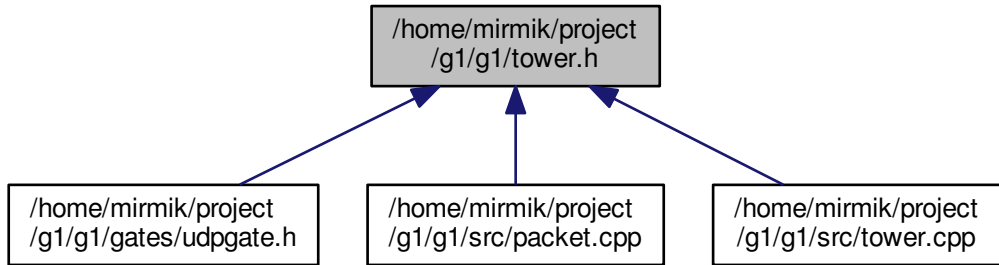 /home/mirmik/project
/g1/g1/tower.h
/home/mirmik/project
/g1/g1/gates/udpgate.h
/home/mirmik/project
/g1/g1/src/packet.cpp
/home/mirmik/project
/g1/g1/src/tower.cpp